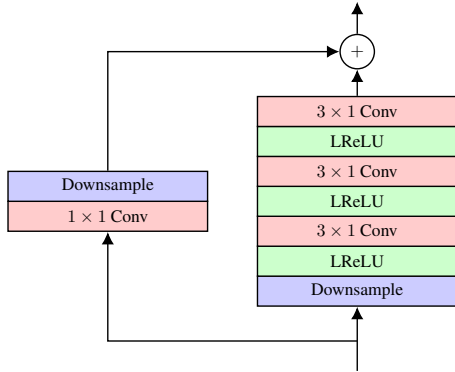 +
3 × 1 Conv
LReLU
3 × 1 Conv
LReLU
3 × 1 Conv
LReLU
Downsample
Downsample
1 × 1 Conv